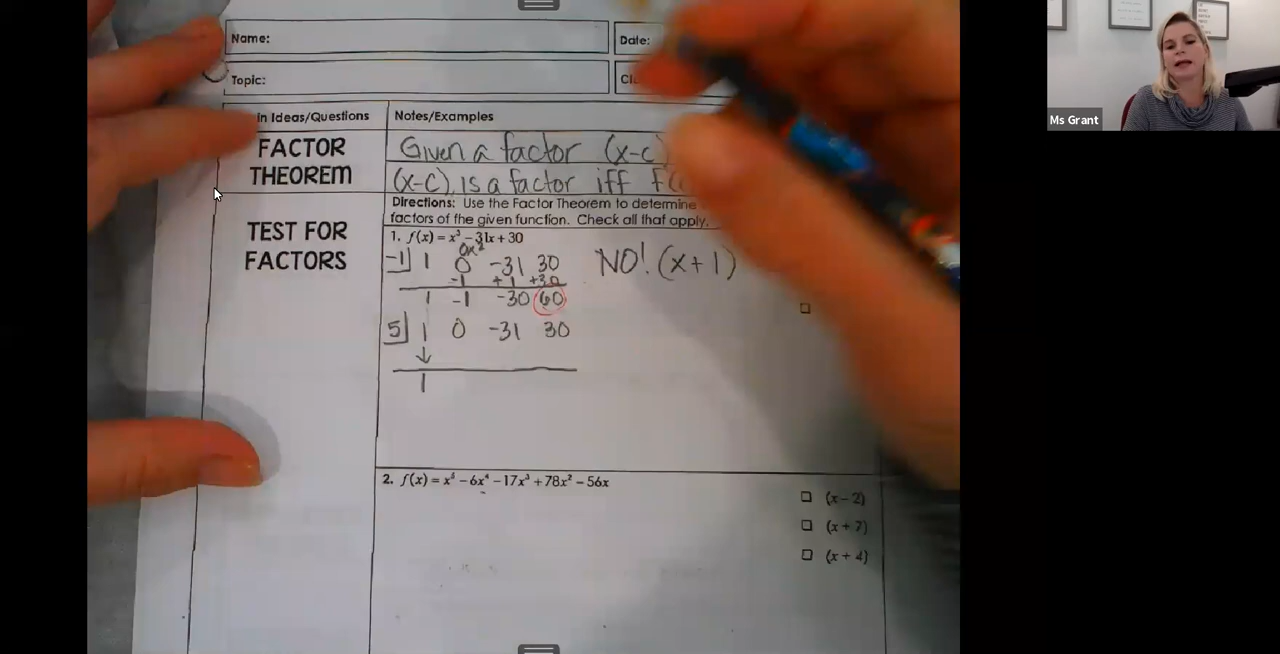 Name:
Date:
Topic:
Cl
in Ideas/Questions
Notes/Examples
FACTOR
THEOREM
Given a factor (x-c)
(x-c) is a factor iff f(
TEST FOR
FACTORS
Directions: Use the Factor Theorem to determine
factors of the given function. Check all that apply.
1. f(x) = x³ − 31x + 30
0x²
-1 1 0 -31 30
-1 +1 +30
1 -1 -30 60
NO! (x+1)
5 1 0 -31 30
↓
1
2. f(x) = x⁵ − 6x⁴ − 17x³ + 78x² − 56x
(x − 2)
(x + 7)
(x + 4)
Ms Grant